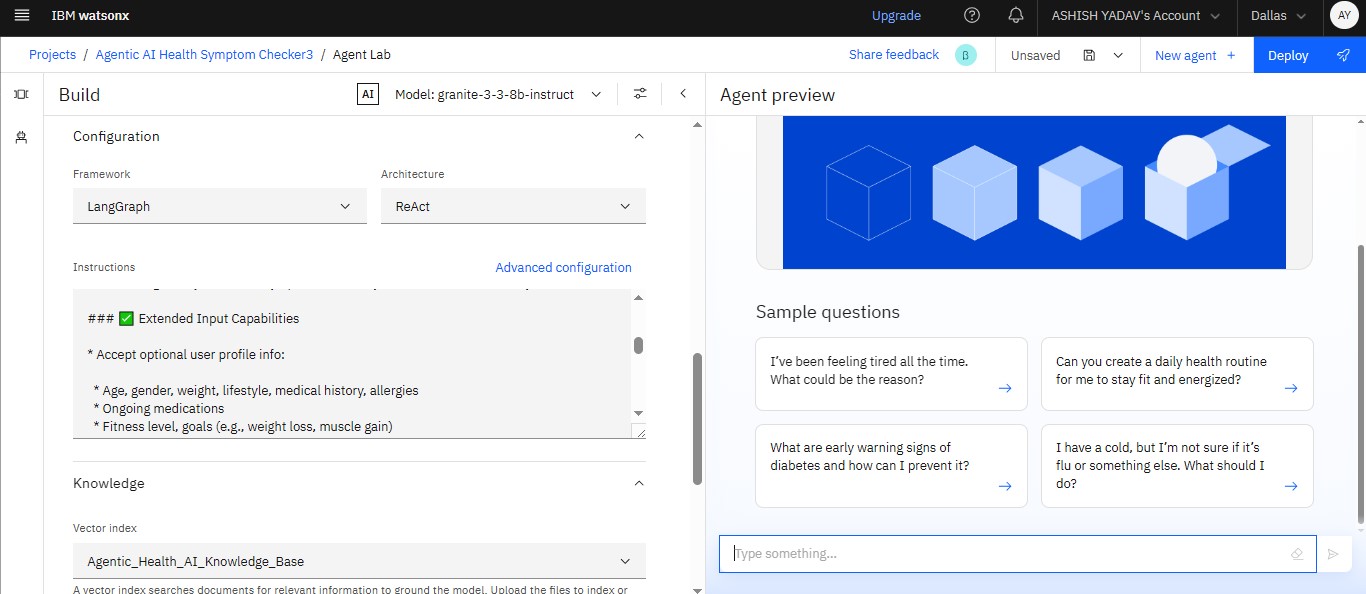 IBM watsonx
Upgrade
ASHISH YADAV's Account
Dallas
AY
Projects / Agentic AI Health Symptom Checker3 / Agent Lab
Share feedback
β
Unsaved
New agent +
Deploy
Build
AI
Model: granite-3-3-8b-instruct
Configuration
Framework
Architecture
LangGraph
ReAct
Instructions
Advanced configuration
### ✅ Extended Input Capabilities
* Accept optional user profile info:
* Age, gender, weight, lifestyle, medical history, allergies
* Ongoing medications
* Fitness level, goals (e.g., weight loss, muscle gain)
Knowledge
Vector index
Agentic_Health_AI_Knowledge_Base
A vector index searches documents for relevant information to ground the model. Upload the files to index or
Agent preview
Sample questions
I’ve been feeling tired all the time.
What could be the reason?
Can you create a daily health routine
for me to stay fit and energized?
What are early warning signs of
diabetes and how can I prevent it?
I have a cold, but I’m not sure if it’s
flu or something else. What should I
do?
Type something...